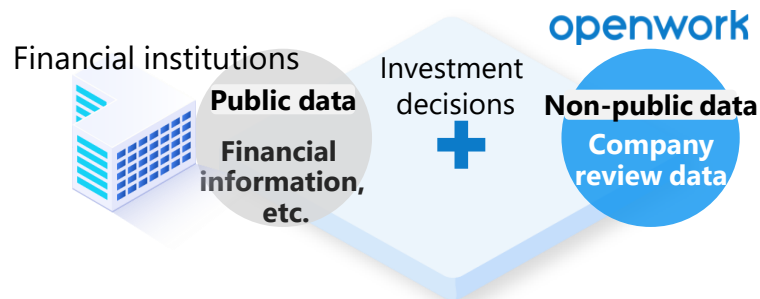 openwork
Financial institutions
Investment
decisions
Public data
Non-public data
Financial
information,
etc.
Company
review data